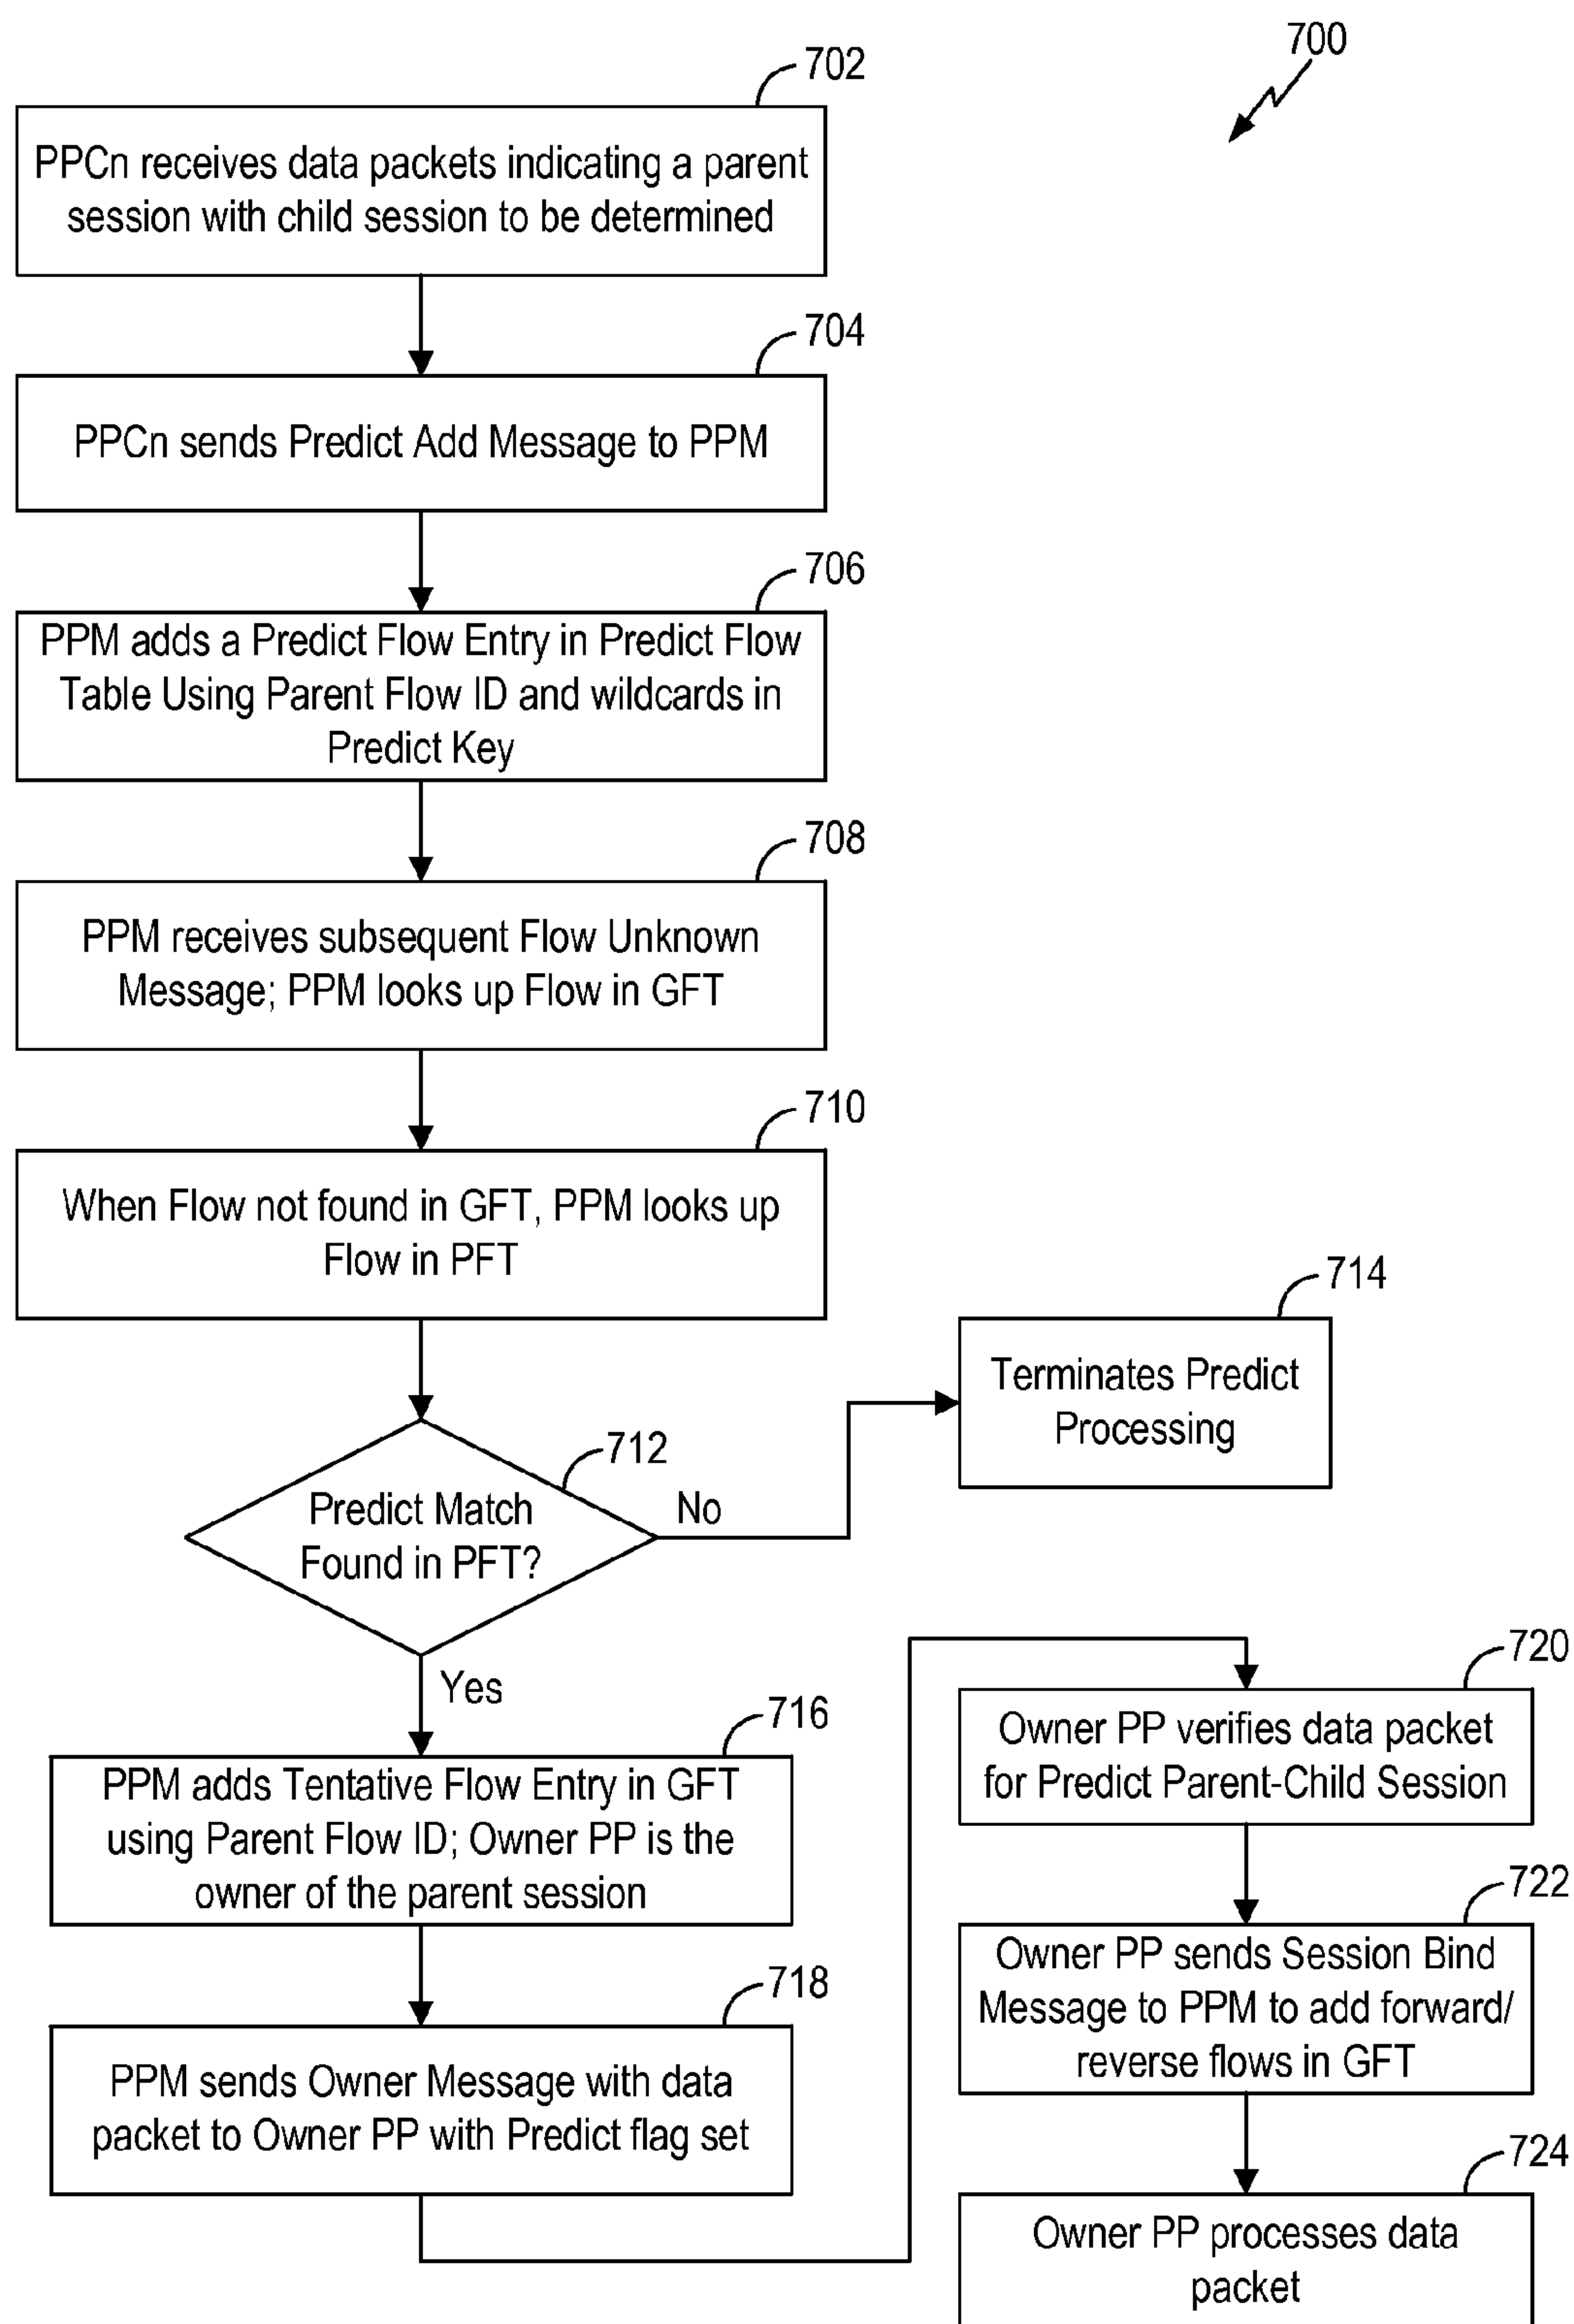 700
702
PPCn receives data packets indicating a parent
session with child session to be determined
704
PPCn sends Predict Add Message to PPM
706
PPM adds a Predict Flow Entry in Predict Flow
Table Using Parent Flow ID and wildcards in
Predict Key
708
PPM receives subsequent Flow Unknown
Message; PPM looks up Flow in GFT
710
When Flow not found in GFT, PPM looks up
Flow in PFT
712
Predict Match
Found in PFT?
No
714
Terminates Predict
Processing
Yes
716
PPM adds Tentative Flow Entry in GFT
using Parent Flow ID; Owner PP is the
owner of the parent session
718
PPM sends Owner Message with data
packet to Owner PP with Predict flag set
720
Owner PP verifies data packet
for Predict Parent-Child Session
722
Owner PP sends Session Bind
Message to PPM to add forward/
reverse flows in GFT
724
Owner PP processes data
packet